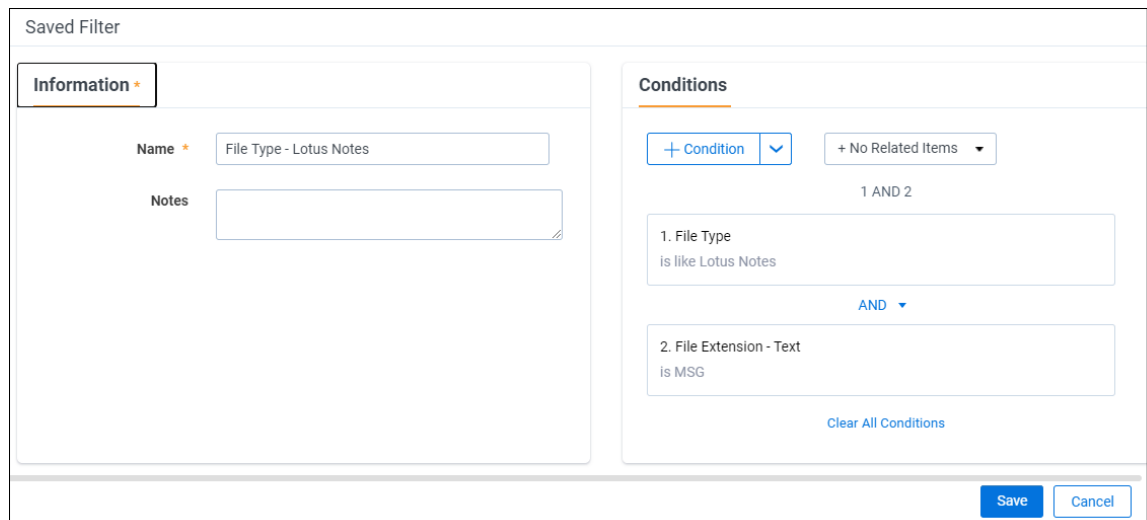 Saved Filter
Information *
Name * File Type - Lotus Notes
Notes
Conditions
+ Condition
+ No Related Items
1 AND 2
1. File Type
is like Lotus Notes
AND
2. File Extension - Text
is MSG
Clear All Conditions
Save Cancel